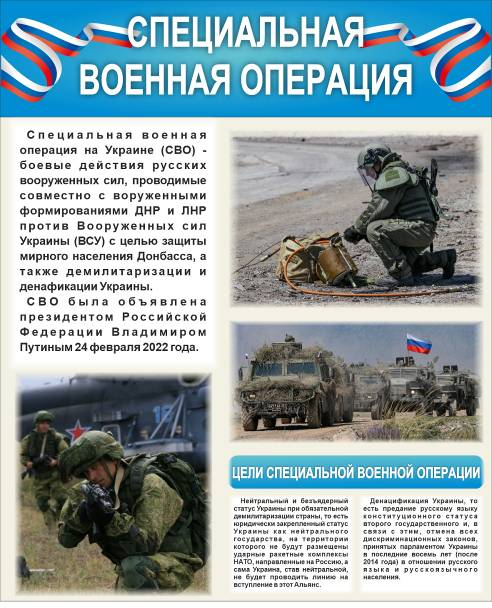 СПЕЦИАЛЬНАЯ
ВОЕННАЯ ОПЕРАЦИЯ
Специальная военная
операция на Украине (СВО) -
боевые действия русских
вооруженных сил, проводимые
совместно с воруженными
формированиями ДНР и ЛНР
против Вооруженных сил
Украины (ВСУ) с целью защиты
мирного населения Донбасса, а
также демилитаризации и
денафикации Украины.
СВО была объявлена
президентом Российской
Федерации Владимиром
Путиным 24 февраля 2022 года.
ЦЕЛИ СПЕЦИАЛЬНОЙ ВОЕННОЙ ОПЕРАЦИИ
Нейтральный и безъядерный
статус Украины при обязательной
демилитаризации страны, то есть
юридически закрепленный статус
Украины как нейтрального
государства, на территории
которого не будут размещены
ударные ракетные комплексы
НАТО, направленные на Россию, а
сама Украина, став нейтральной,
не будет проводить линию на
вступление в этот Альянс.
Денацификация Украины, то
есть предание русскому языку
конституционного статуса
второго государственного и, в
связи с этим, отмена всех
дискриминационных законов,
принятых парламентом Украины
в последние восемь лет (после
2014 года) в отношении русского
языка и русскоязычного
населения.